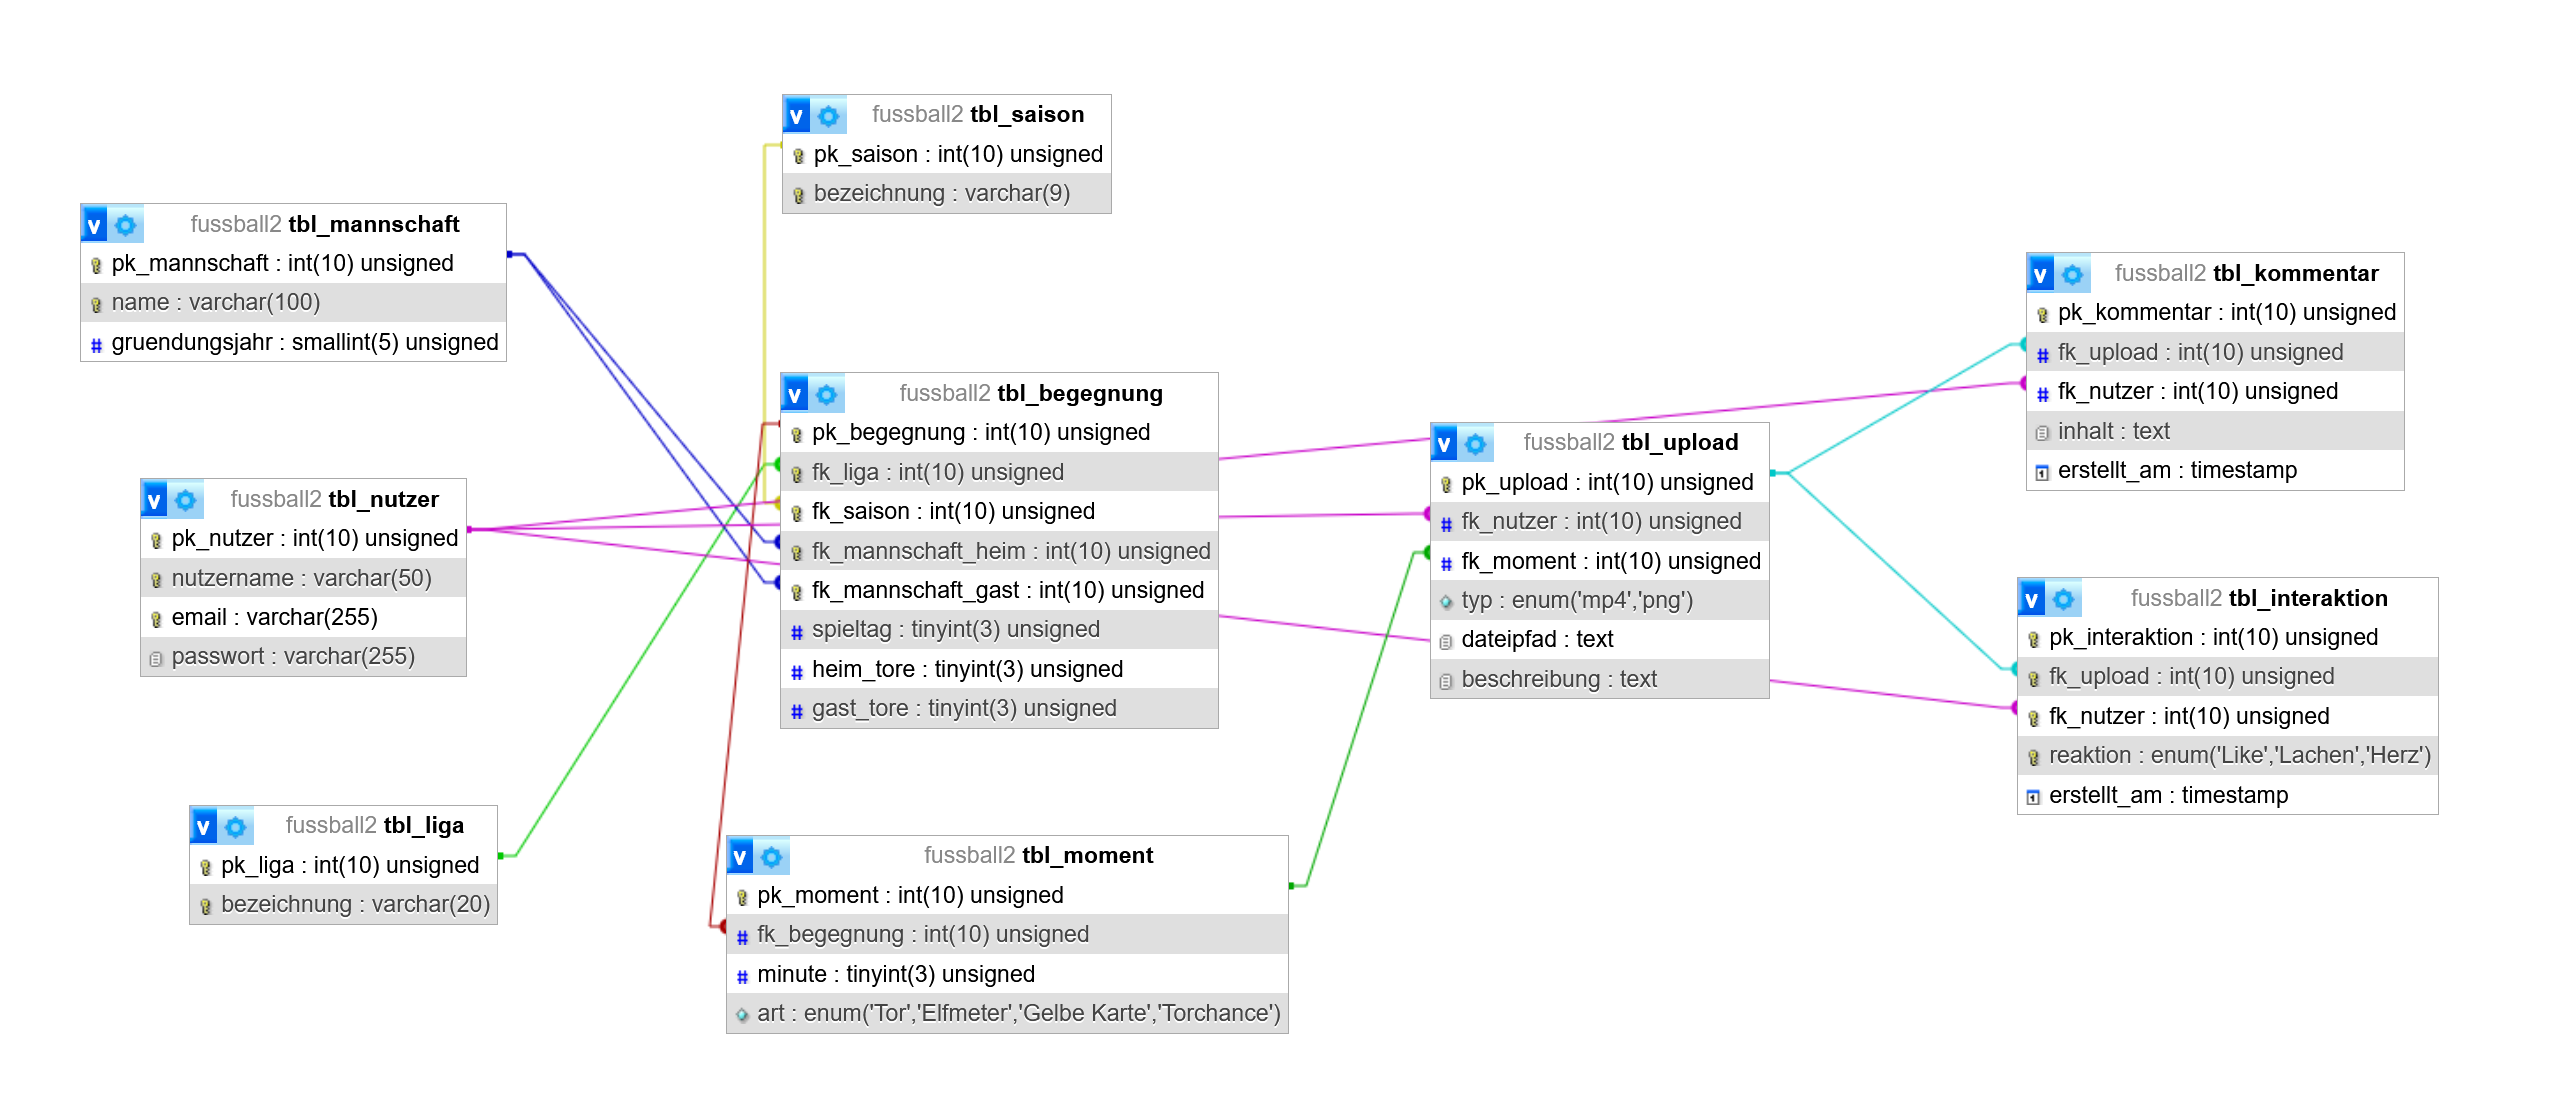 fussball2 tbl_saison
pk_saison : int(10) unsigned
bezeichnung : varchar(9)
fussball2 tbl_mannschaft
pk_mannschaft : int(10) unsigned
name : varchar(100)
gruendungsjahr : smallint(5) unsigned
fussball2 tbl_kommentar
pk_kommentar : int(10) unsigned
fk_upload : int(10) unsigned
fk_nutzer : int(10) unsigned
inhalt : text
erstellt_am : timestamp
fussball2 tbl_begegnung
pk_begegnung : int(10) unsigned
fk_liga : int(10) unsigned
fk_saison : int(10) unsigned
fk_mannschaft_heim : int(10) unsigned
fk_mannschaft_gast : int(10) unsigned
spieltag : tinyint(3) unsigned
heim_tore : tinyint(3) unsigned
gast_tore : tinyint(3) unsigned
fussball2 tbl_upload
pk_upload : int(10) unsigned
fk_nutzer : int(10) unsigned
fk_moment : int(10) unsigned
typ : enum('mp4','png')
dateipfad : text
beschreibung : text
fussball2 tbl_nutzer
pk_nutzer : int(10) unsigned
nutzername : varchar(50)
email : varchar(255)
passwort : varchar(255)
fussball2 tbl_interaktion
pk_interaktion : int(10) unsigned
fk_upload : int(10) unsigned
fk_nutzer : int(10) unsigned
reaktion : enum('Like','Lachen','Herz')
erstellt_am : timestamp
fussball2 tbl_liga
pk_liga : int(10) unsigned
bezeichnung : varchar(20)
fussball2 tbl_moment
pk_moment : int(10) unsigned
fk_begegnung : int(10) unsigned
minute : tinyint(3) unsigned
art : enum('Tor','Elfmeter','Gelbe Karte','Torchance')